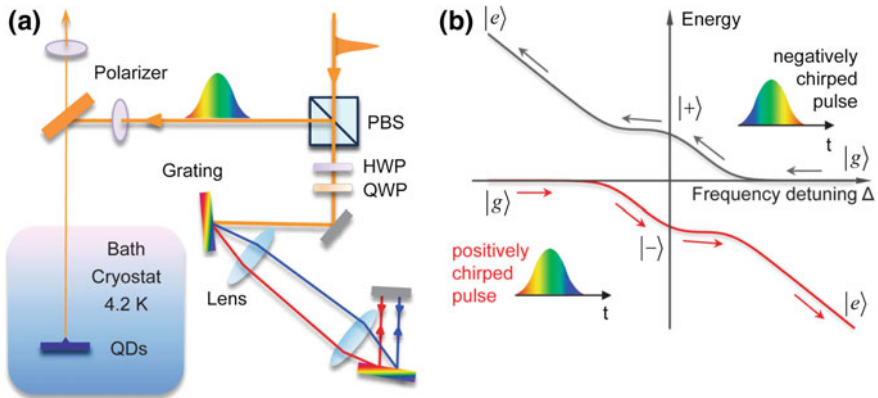 (a)
Polarizer
PBS
HWP
QWP
Grating
Lens
Bath
Cryostat
4.2 K
QDs
(b)
Energy
|e⟩
negatively
chirped
pulse
t
|+⟩
|g⟩
Frequency detuning Δ
|g⟩
|−⟩
positively
chirped
pulse
t
|e⟩